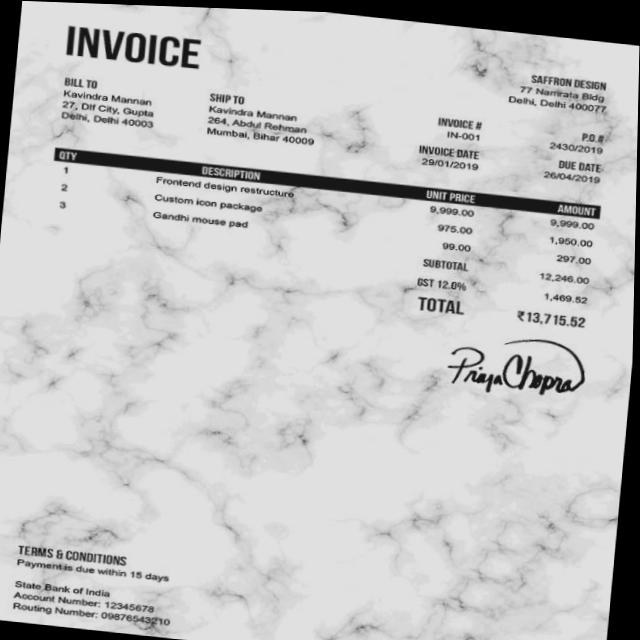 INVOICE
SAFFRON DESIGN
77 Namrata Bldg
Delhi, Delhi 400077
BILL TO
Kavindra Mannan
27, Dlf City, Gupta
Delhi, Delhi 40003
SHIP TO
Kavindra Mannan
264, Abdul Rehman
Mumbai, Bihar 40009
INVOICE #
IN-001
INVOICE DATE
29/01/2019
P.O.#
2430/2019
DUE DATE
26/04/2019
QTY DESCRIPTION UNIT PRICE AMOUNT
1 Frontend design restructure 9,999.00 9,999.00
2 Custom icon package 975.00 1,950.00
3 Gandhi mouse pad 99.00 297.00
SUBTOTAL 12,246.00
GST 12.0% 1,469.52
TOTAL ₹13,715.52
Priya Chopra
TERMS & CONDITIONS
Payment is due within 15 days
State Bank of India
Account Number: 12345678
Routing Number: 09876543210